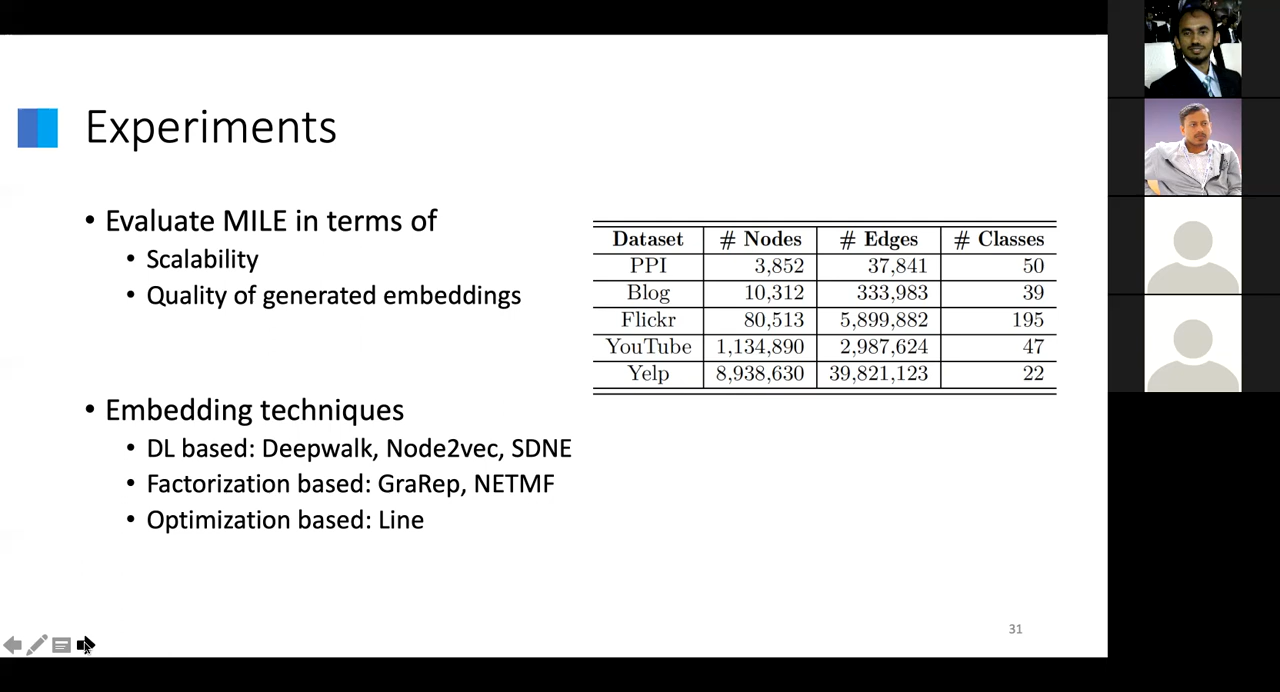 Experiments
• Evaluate MILE in terms of
• Scalability
• Quality of generated embeddings
• Embedding techniques
• DL based: Deepwalk, Node2vec, SDNE
• Factorization based: GraRep, NETMF
• Optimization based: Line
Dataset # Nodes # Edges # Classes
PPI 3,852 37,841 50
Blog 10,312 333,983 39
Flickr 80,513 5,899,882 195
YouTube 1,134,890 2,987,624 47
Yelp 8,938,630 39,821,123 22
31